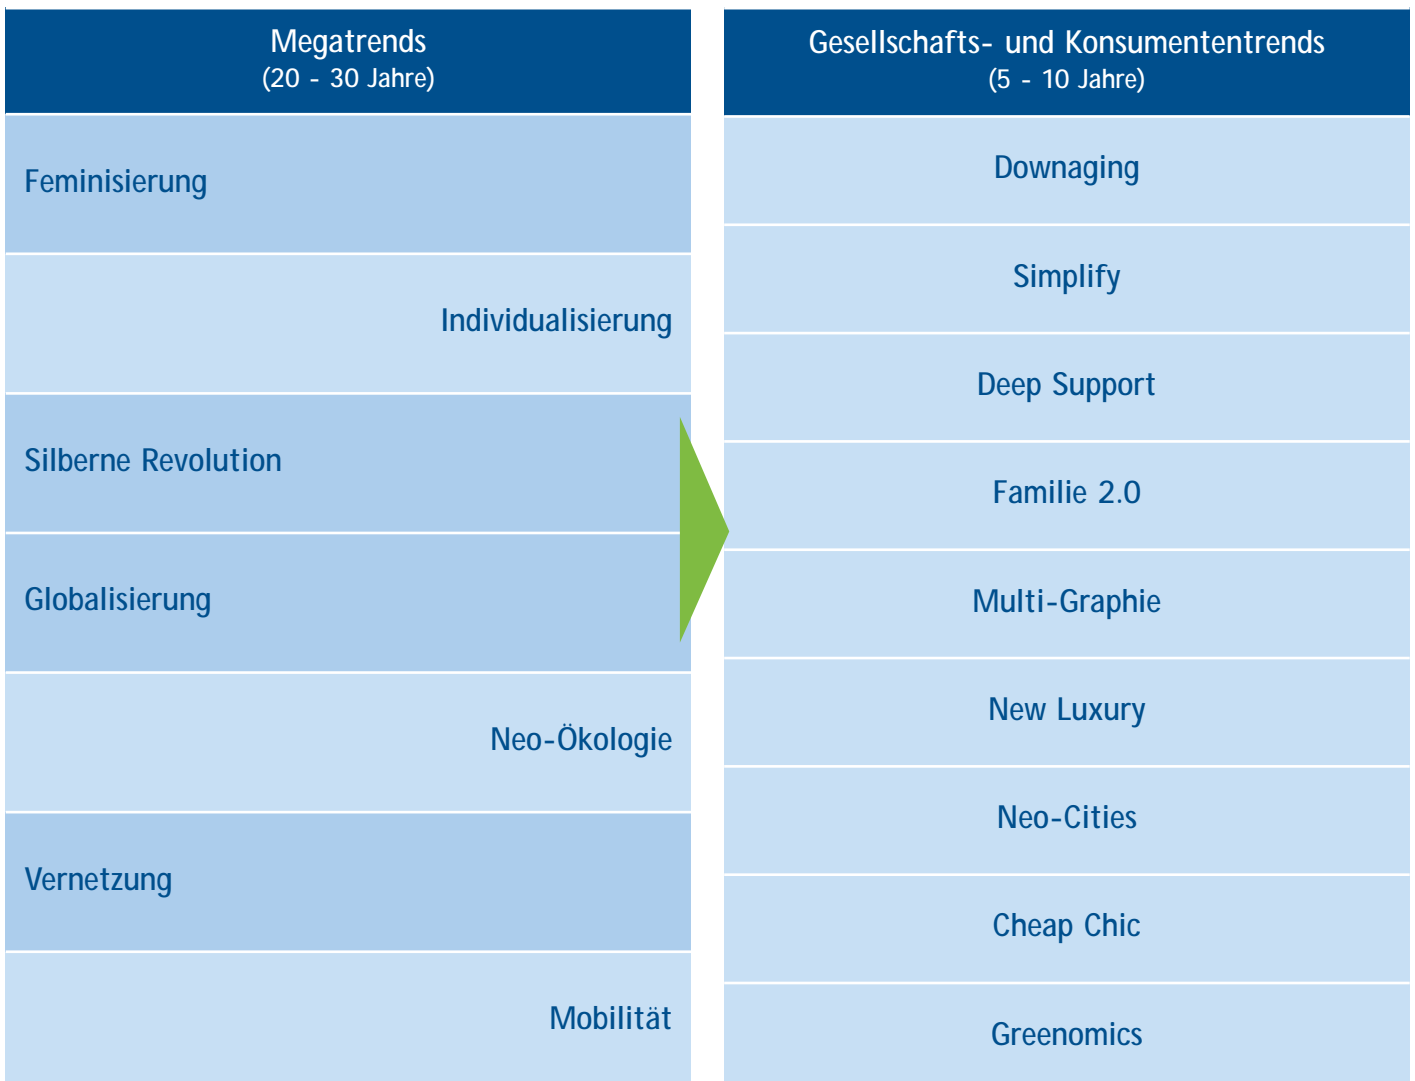 Megatrends
(20 - 30 Jahre)
Feminisierung
Individualisierung
Silberne Revolution
Globalisierung
Neo-Ökologie
Vernetzung
Mobilität
Gesellschafts- und Konsumententrends
(5 - 10 Jahre)
Downaging
Simplify
Deep Support
Familie 2.0
Multi-Graphie
New Luxury
Neo-Cities
Cheap Chic
Greenomics